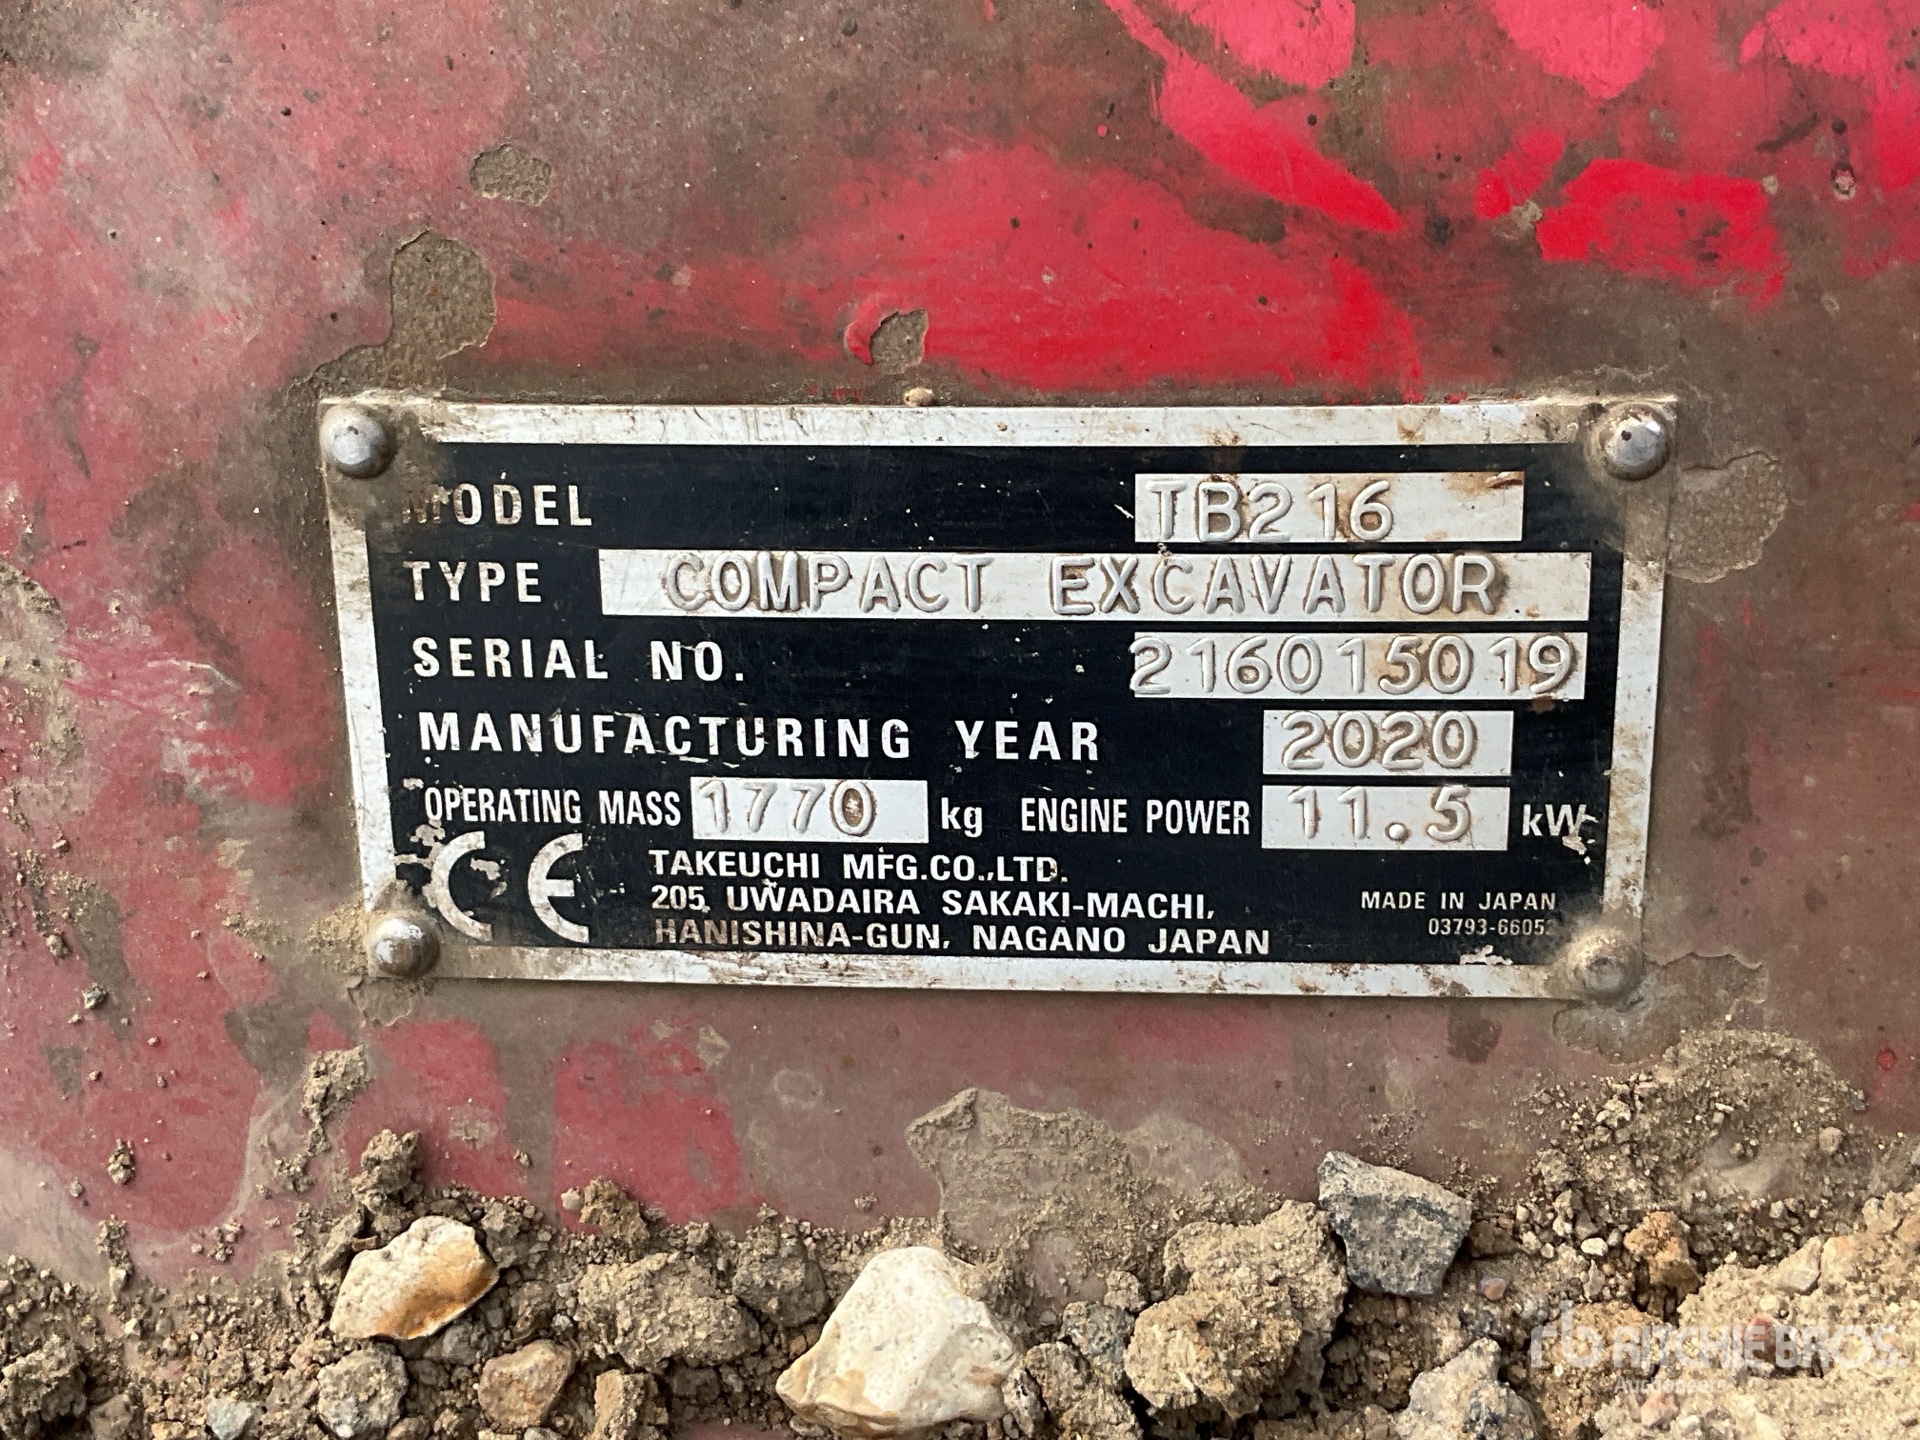 MODEL TB216
TYPE COMPACT EXCAVATOR
SERIAL NO. 216015019
MANUFACTURING YEAR 2020
OPERATING MASS 1770 kg ENGINE POWER 11.5 kW
CE
TAKEUCHI MFG.CO.,LTD.
205, UWADAIRA SAKAKI-MACHI,
HANISHINA-GUN, NAGANO JAPAN
MADE IN JAPAN
rb RITCHIE BROS.
Auctioneers